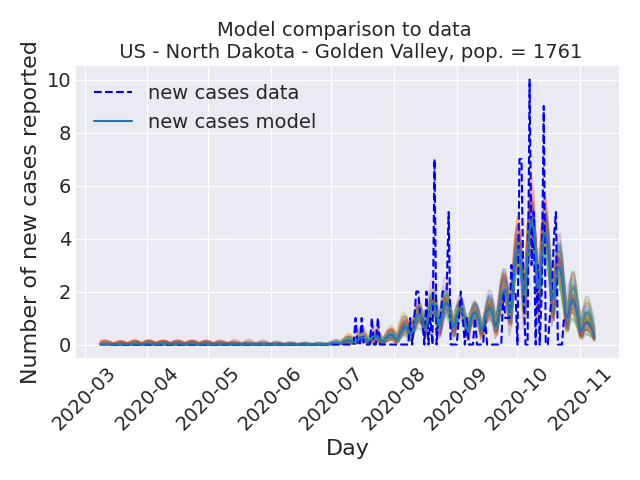 Model comparison to data
US - North Dakota - Golden Valley, pop. = 1761
Number of new cases reported
10
8
6
4
2
0
new cases data
new cases model
2020-03
2020-04
2020-05
2020-06
2020-07
2020-08
2020-09
2020-10
2020-11
Day